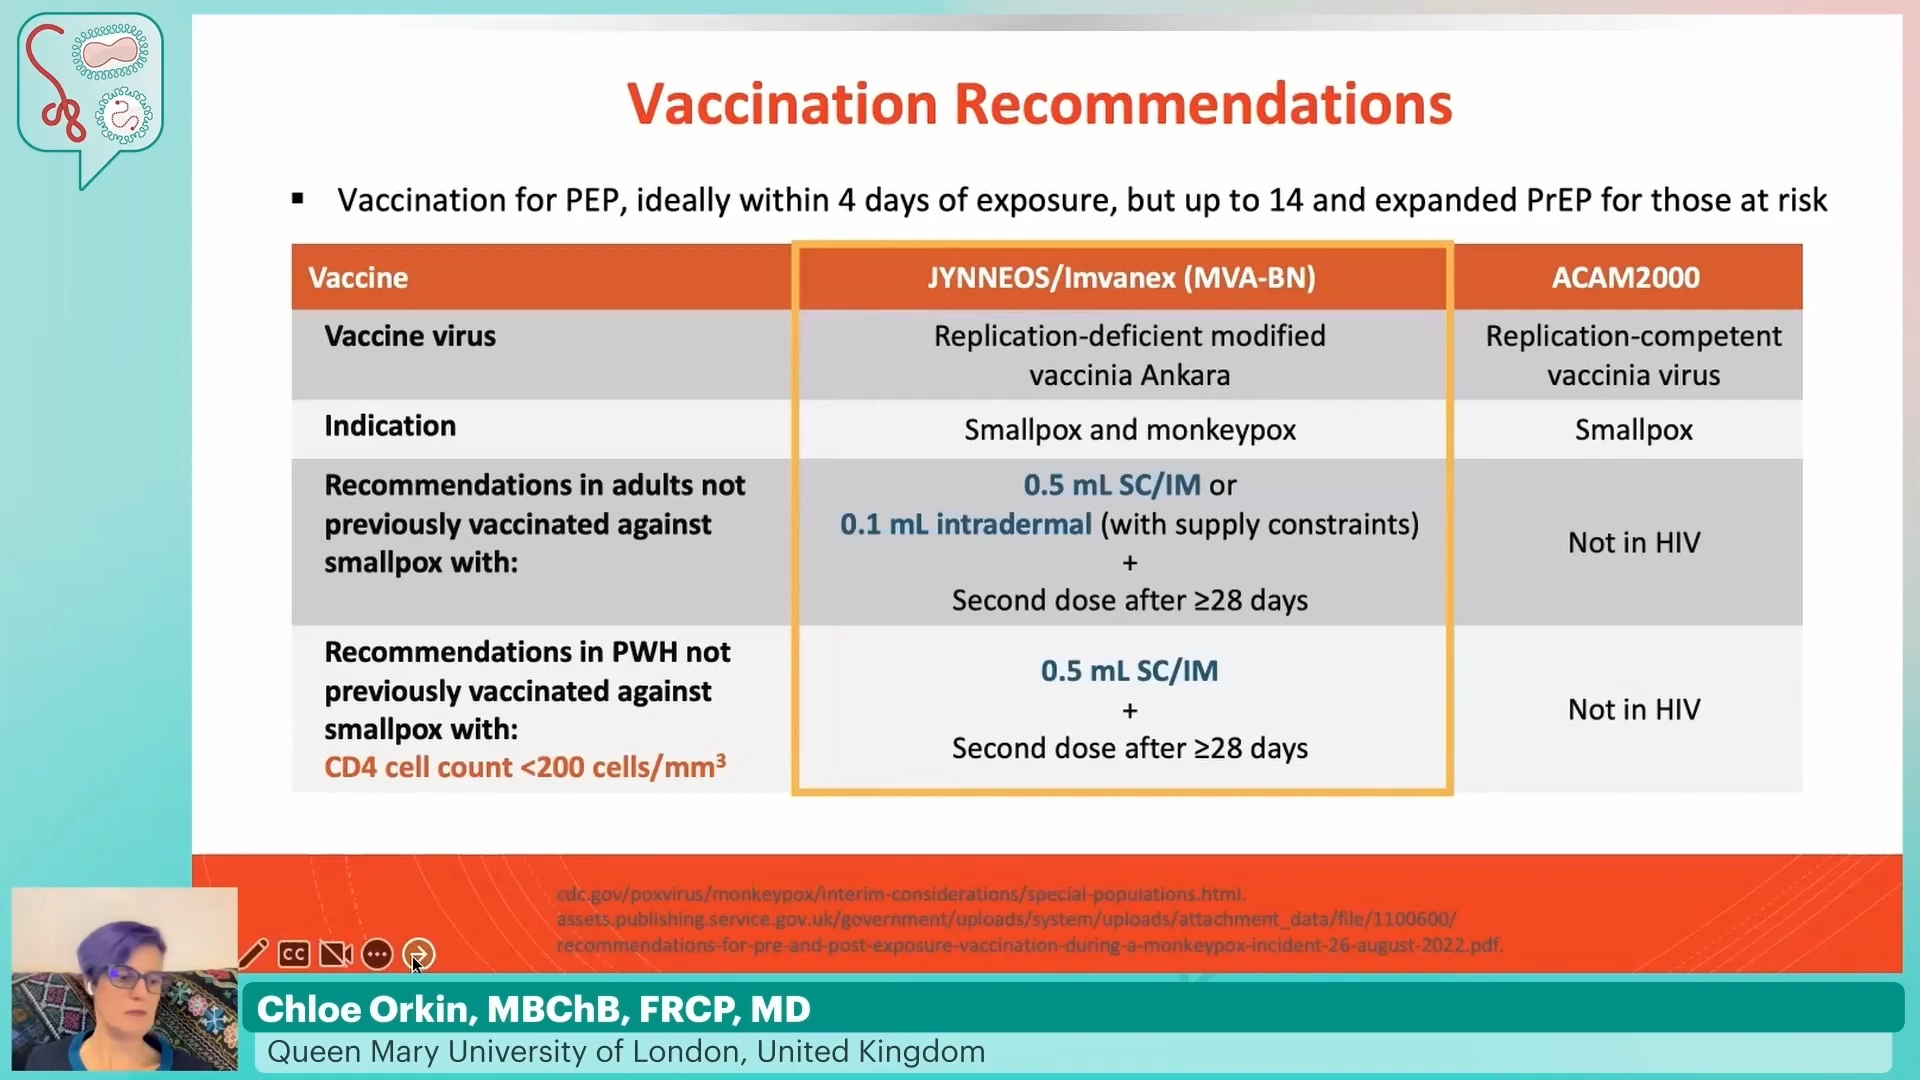 Vaccination Recommendations
▪ Vaccination for PEP, ideally within 4 days of exposure, but up to 14 and expanded PrEP for those at risk
Vaccine
JYNNEOS/Imvanex (MVA-BN)
ACAM2000
Vaccine virus
Replication-deficient modified
vaccinia Ankara
Replication-competent
vaccinia virus
Indication
Smallpox and monkeypox
Smallpox
Recommendations in adults not
previously vaccinated against
smallpox with:
0.5 mL SC/IM or
0.1 mL intradermal (with supply constraints)
+
Second dose after ≥28 days
Not in HIV
Recommendations in PWH not
previously vaccinated against
smallpox with:
CD4 cell count <200 cells/mm³
0.5 mL SC/IM
+
Second dose after ≥28 days
Not in HIV
cdc.gov/poxvirus/monkeypox/interim-considerations/special-populations.html.
assets.publishing.service.gov.uk/government/uploads/system/uploads/attachment_data/file/1100600/
recommendations-for-pre-and-post-exposure-vaccination-during-a-monkeypox-incident-26-august-2022.pdf.
CC
Chloe Orkin, MBChB, FRCP, MD
Queen Mary University of London, United Kingdom